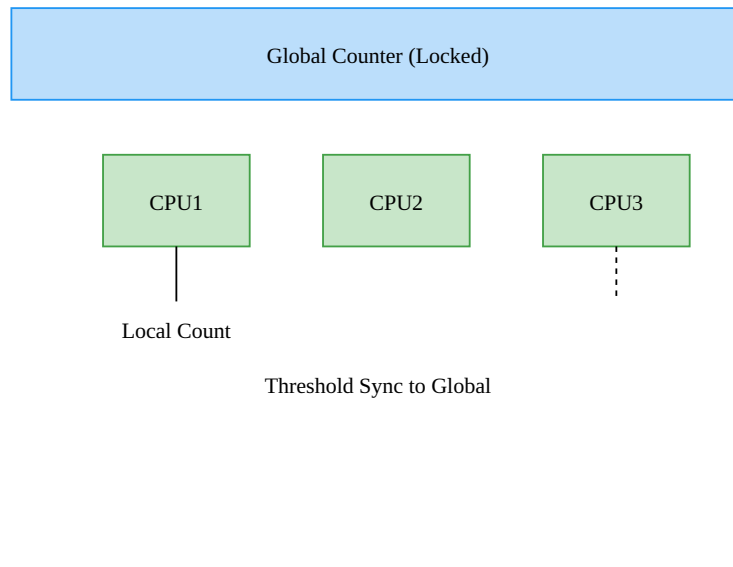 Global Counter (Locked)
CPU1
CPU2
CPU3
Local Count
Threshold Sync to Global